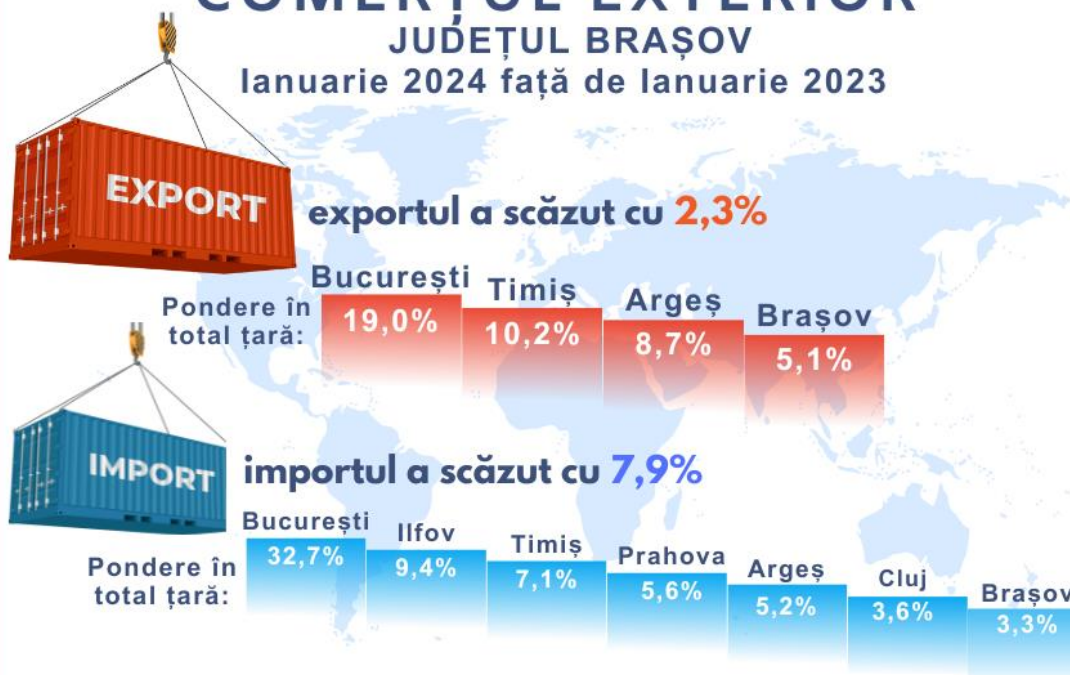 COMERȚUL EXTERIOR
JUDEȚUL BRAȘOV
Ianuarie 2024 față de Ianuarie 2023
EXPORT
exportul a scăzut cu 2,3%
Pondere în
total țară:
București
19,0%
Timiș
10,2%
Argeș
8,7%
Brașov
5,1%
IMPORT
importul a scăzut cu 7,9%
Pondere în
total țară:
București
32,7%
Ilfov
9,4%
Timiș
7,1%
Prahova
5,6%
Argeș
5,2%
Cluj
3,6%
Brașov
3,3%